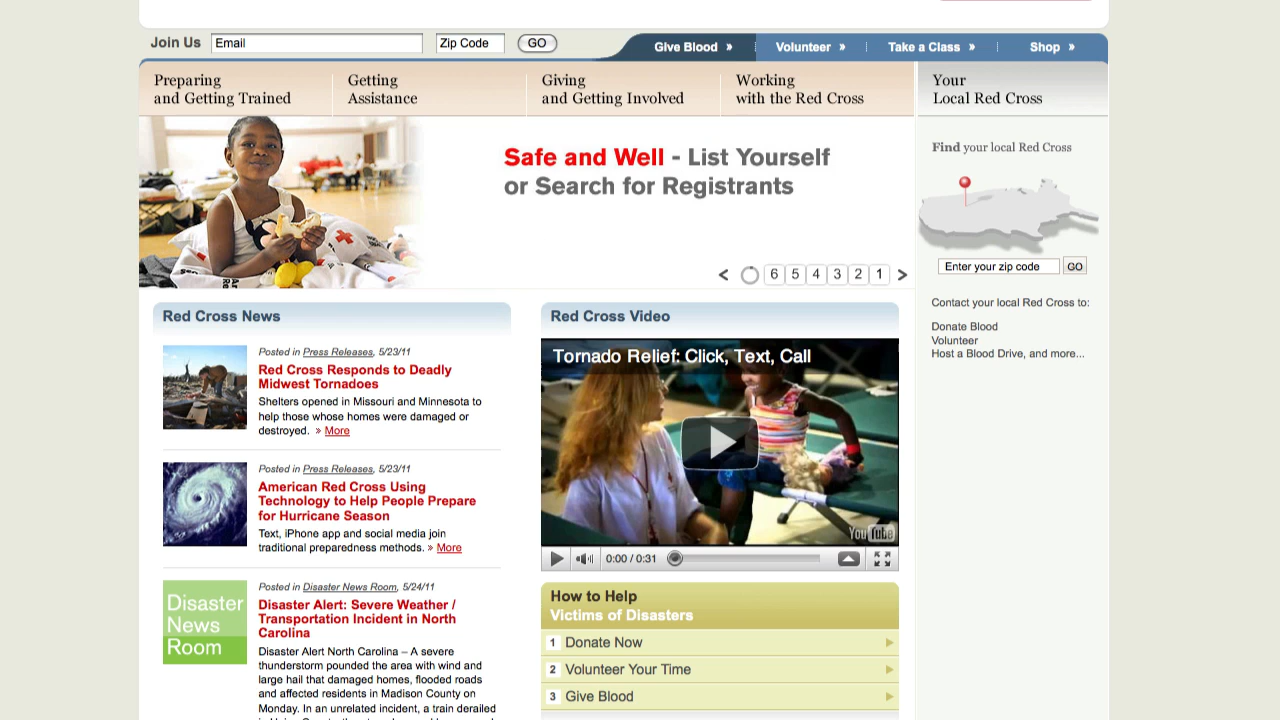 Join Us Email Zip Code GO Give Blood » Volunteer » Take a Class » Shop »
Preparing
and Getting Trained
Getting
Assistance
Giving
and Getting Involved
Working
with the Red Cross
Your
Local Red Cross
Safe and Well - List Yourself
or Search for Registrants
< 6 5 4 3 2 1 >
Find your local Red Cross
Enter your zip code GO
Contact your local Red Cross to:
Donate Blood
Volunteer
Host a Blood Drive, and more...
Red Cross News
Posted in Press Releases, 5/23/11
Red Cross Responds to Deadly
Midwest Tornadoes
Shelters opened in Missouri and Minnesota to
help those whose homes were damaged or
destroyed. » More
Posted in Press Releases, 5/23/11
American Red Cross Using
Technology to Help People Prepare
for Hurricane Season
Text, iPhone app and social media join
traditional preparedness methods. » More
Disaster
News
Room
Posted in Disaster News Room, 5/24/11
Disaster Alert: Severe Weather /
Transportation Incident in North
Carolina
Disaster Alert North Carolina – A severe
thunderstorm pounded the area with wind and
large hail that damaged homes, flooded roads
and affected residents in Madison County on
Monday. In an unrelated incident, a train derailed
Red Cross Video
Tornado Relief: Click, Text, Call
YouTube
0:00 / 0:31
How to Help
Victims of Disasters
1 Donate Now
2 Volunteer Your Time
3 Give Blood